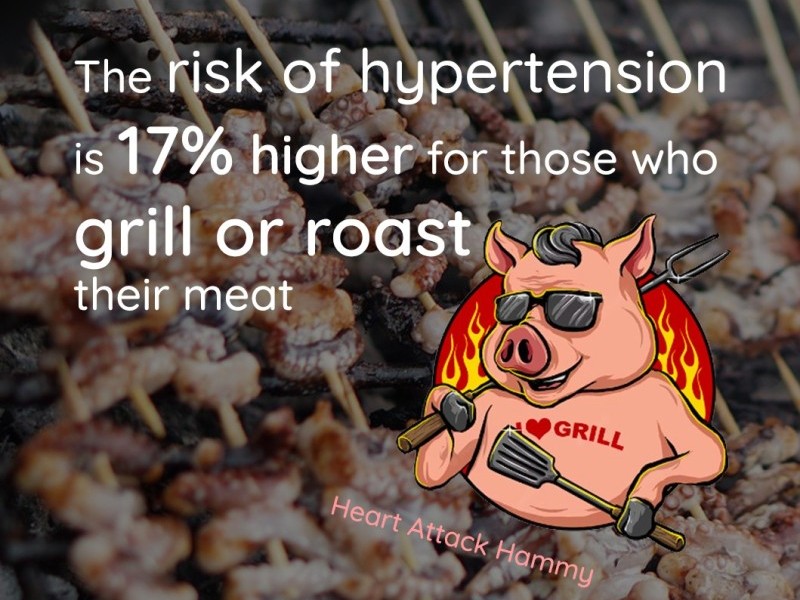 The risk of hypertension
is 17% higher for those who
grill or roast
their meat
I ❤ GRILL
Heart Attack Hammy